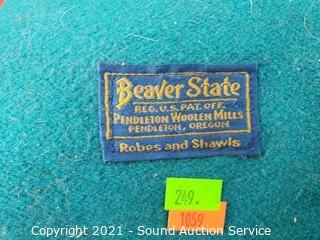 Beaver State
REG. U.S. PAT. OFF.
PENDLETON WOOLEN MILLS
PENDLETON, OREGON
Robes and Shawls
249.
1059
Copyright 2021 - Sound Auction Service